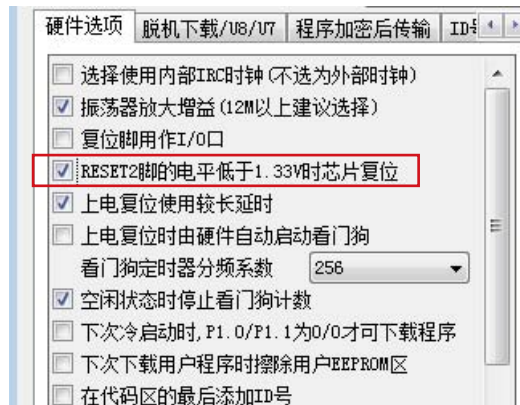 硬件选项 脱机下载/U8/U7 程序加密后传输 ID
选择使用内部IRC时钟(不选为外部时钟)
振荡器放大增益(12M以上建议选择)
复位脚用作I/O口
RESET2脚的电平低于1.33V时芯片复位
上电复位使用较长延时
上电复位时由硬件自动启动看门狗
看门狗定时器分频系数 256
空闲状态时停止看门狗计数
下次冷启动时,P1.0/P1.1为0/0才可下载程序
下次下载用户程序时擦除用户EEPROM区
在代码区的最后添加ID号